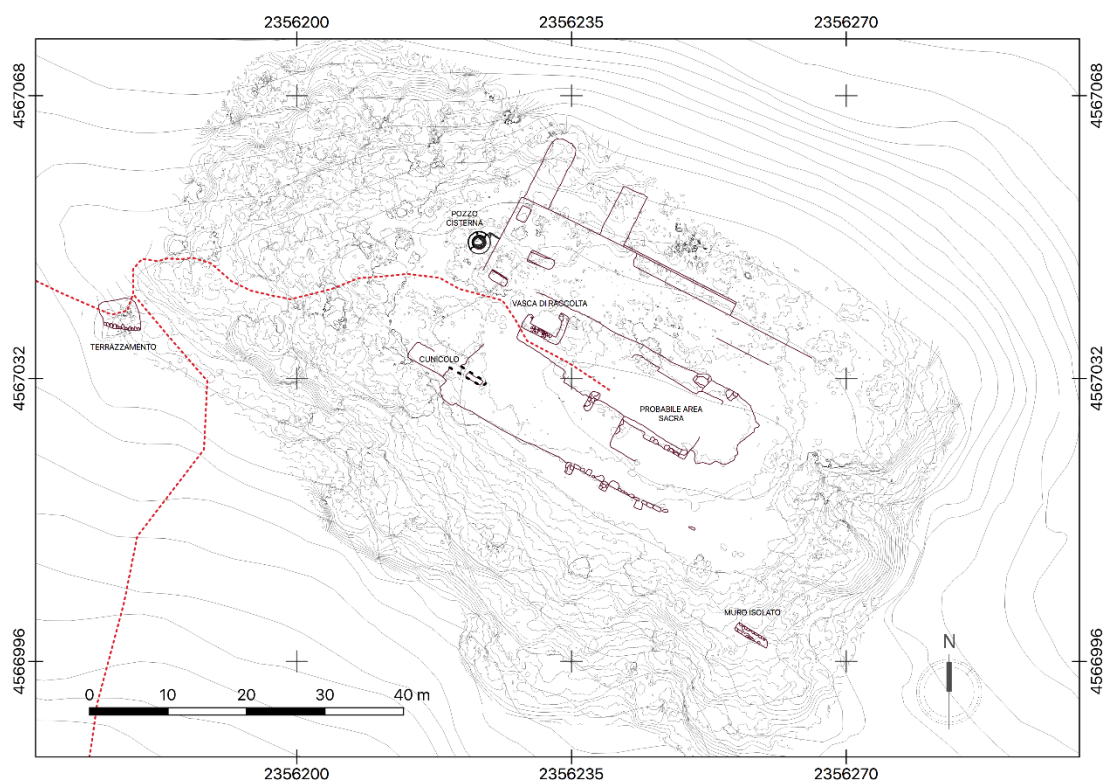 2356200
2356235
2356270
4567068
4567068
POZZO
CISTERNA
VASCA DI RACCOLTA
TERRAZZAMENTO
CUNICOLO
4567032
4567032
PROBABILE AREA
SACRA
MURO ISOLATO
N
4566996
4566996
0
10
20
30
40 m
2356200
2356235
2356270